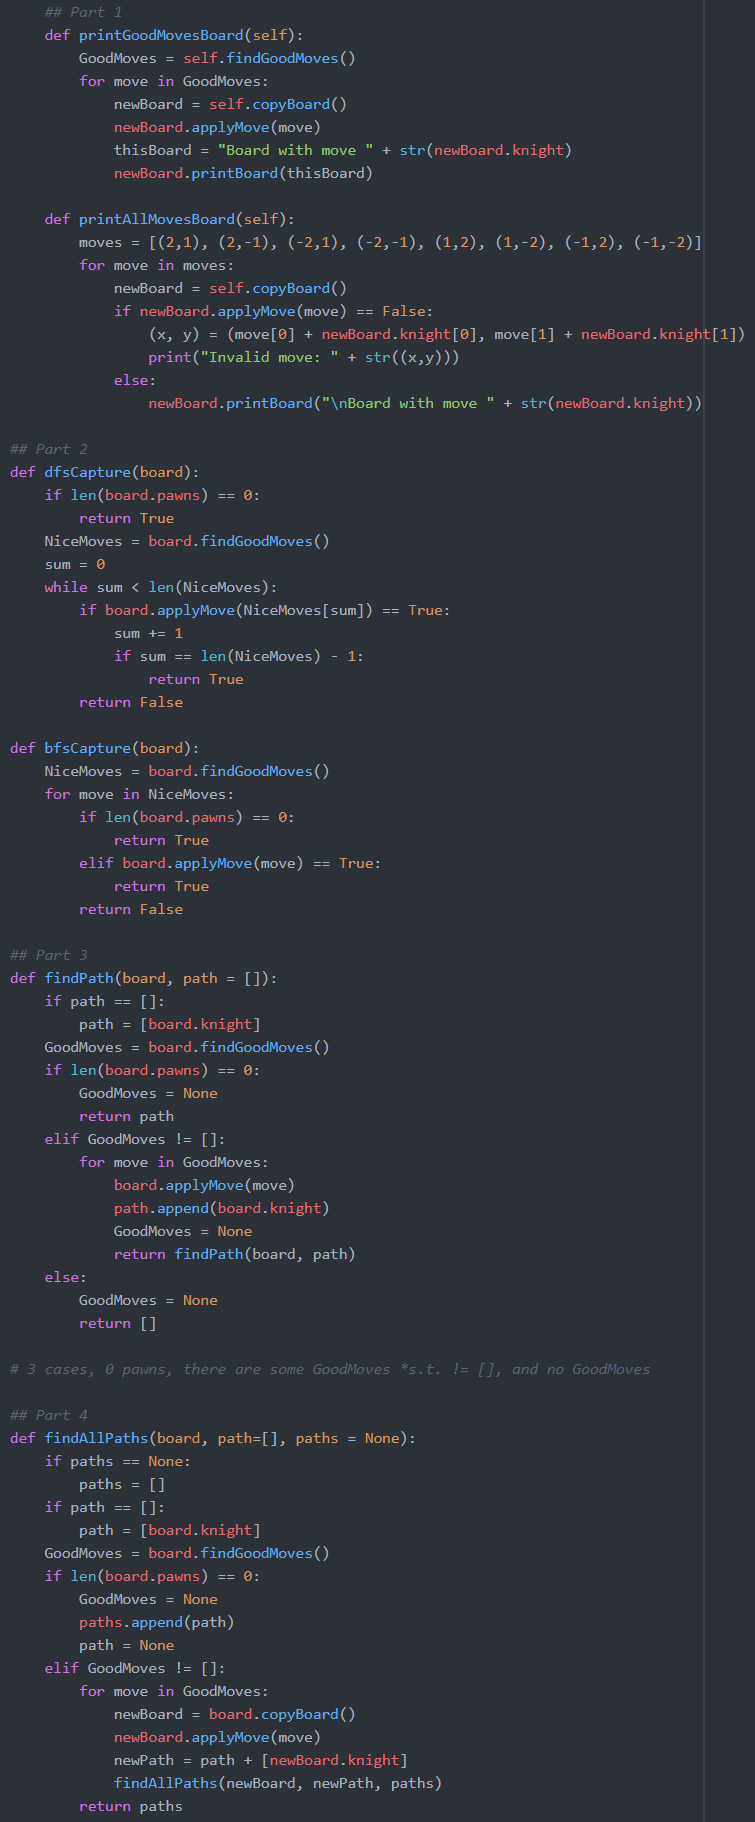 ## Part 1
def printGoodMovesBoard(self):
GoodMoves = self.findGoodMoves()
for move in GoodMoves:
newBoard = self.copyBoard()
newBoard.applyMove(move)
thisBoard = "Board with move " + str(newBoard.knight)
newBoard.printBoard(thisBoard)
def printAllMovesBoard(self):
moves = [(2,1), (2,-1), (-2,1), (-2,-1), (1,2), (1,-2), (-1,2), (-1,-2)]
for move in moves:
newBoard = self.copyBoard()
if newBoard.applyMove(move) == False:
(x, y) = (move[0] + newBoard.knight[0], move[1] + newBoard.knight[1])
print("Invalid move: " + str((x,y)))
else:
newBoard.printBoard("\nBoard with move " + str(newBoard.knight))
## Part 2
def dfsCapture(board):
if len(board.pawns) == 0:
return True
NiceMoves = board.findGoodMoves()
sum = 0
while sum < len(NiceMoves):
if board.applyMove(NiceMoves[sum]) == True:
sum += 1
if sum == len(NiceMoves) - 1:
return True
return False
def bfsCapture(board):
NiceMoves = board.findGoodMoves()
for move in NiceMoves:
if len(board.pawns) == 0:
return True
elif board.applyMove(move) == True:
return True
return False
## Part 3
def findPath(board, path = []):
if path == []:
path = [board.knight]
GoodMoves = board.findGoodMoves()
if len(board.pawns) == 0:
GoodMoves = None
return path
elif GoodMoves != []:
for move in GoodMoves:
board.applyMove(move)
path.append(board.knight)
GoodMoves = None
return findPath(board, path)
else:
GoodMoves = None
return []
# 3 cases, 0 pawns, there are some GoodMoves *s.t. != [], and no GoodMoves
## Part 4
def findAllPaths(board, path=[], paths = None):
if paths == None:
paths = []
if path == []:
path = [board.knight]
GoodMoves = board.findGoodMoves()
if len(board.pawns) == 0:
GoodMoves = None
paths.append(path)
path = None
elif GoodMoves != []:
for move in GoodMoves:
newBoard = board.copyBoard()
newBoard.applyMove(move)
newPath = path + [newBoard.knight]
findAllPaths(newBoard, newPath, paths)
return paths